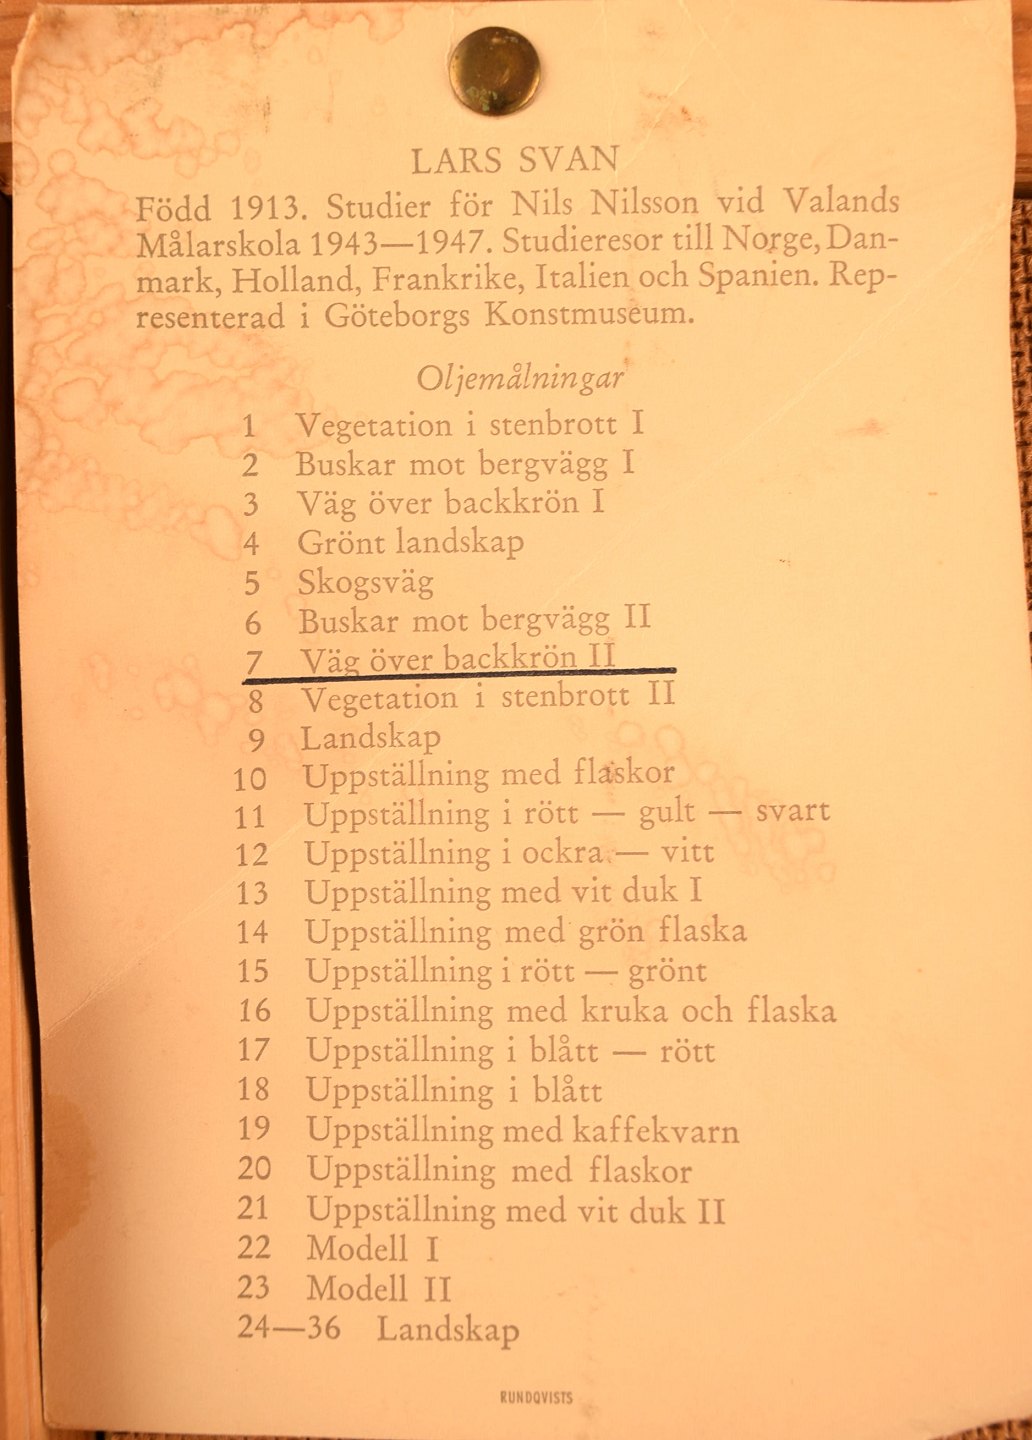 LARS SVAN
Född 1913. Studier för Nils Nilsson vid Valands
Målarskola 1943—1947. Studieresor till Norge, Dan-
mark, Holland, Frankrike, Italien och Spanien. Rep-
resenterad i Göteborgs Konstmuseum.
Oljemålningar
1 Vegetation i stenbrott I
2 Buskar mot bergvägg I
3 Väg över backkrön I
4 Grönt landskap
5 Skogsväg
6 Buskar mot bergvägg II
7 Väg över backkrön II
8 Vegetation i stenbrott II
9 Landskap
10 Uppställning med flaskor
11 Uppställning i rött — gult — svart
12 Uppställning i ockra — vitt
13 Uppställning med vit duk I
14 Uppställning med grön flaska
15 Uppställning i rött — grönt
16 Uppställning med kruka och flaska
17 Uppställning i blått — rött
18 Uppställning i blått
19 Uppställning med kaffekvarn
20 Uppställning med flaskor
21 Uppställning med vit duk II
22 Modell I
23 Modell II
24—36 Landskap
RUNDQVISTS